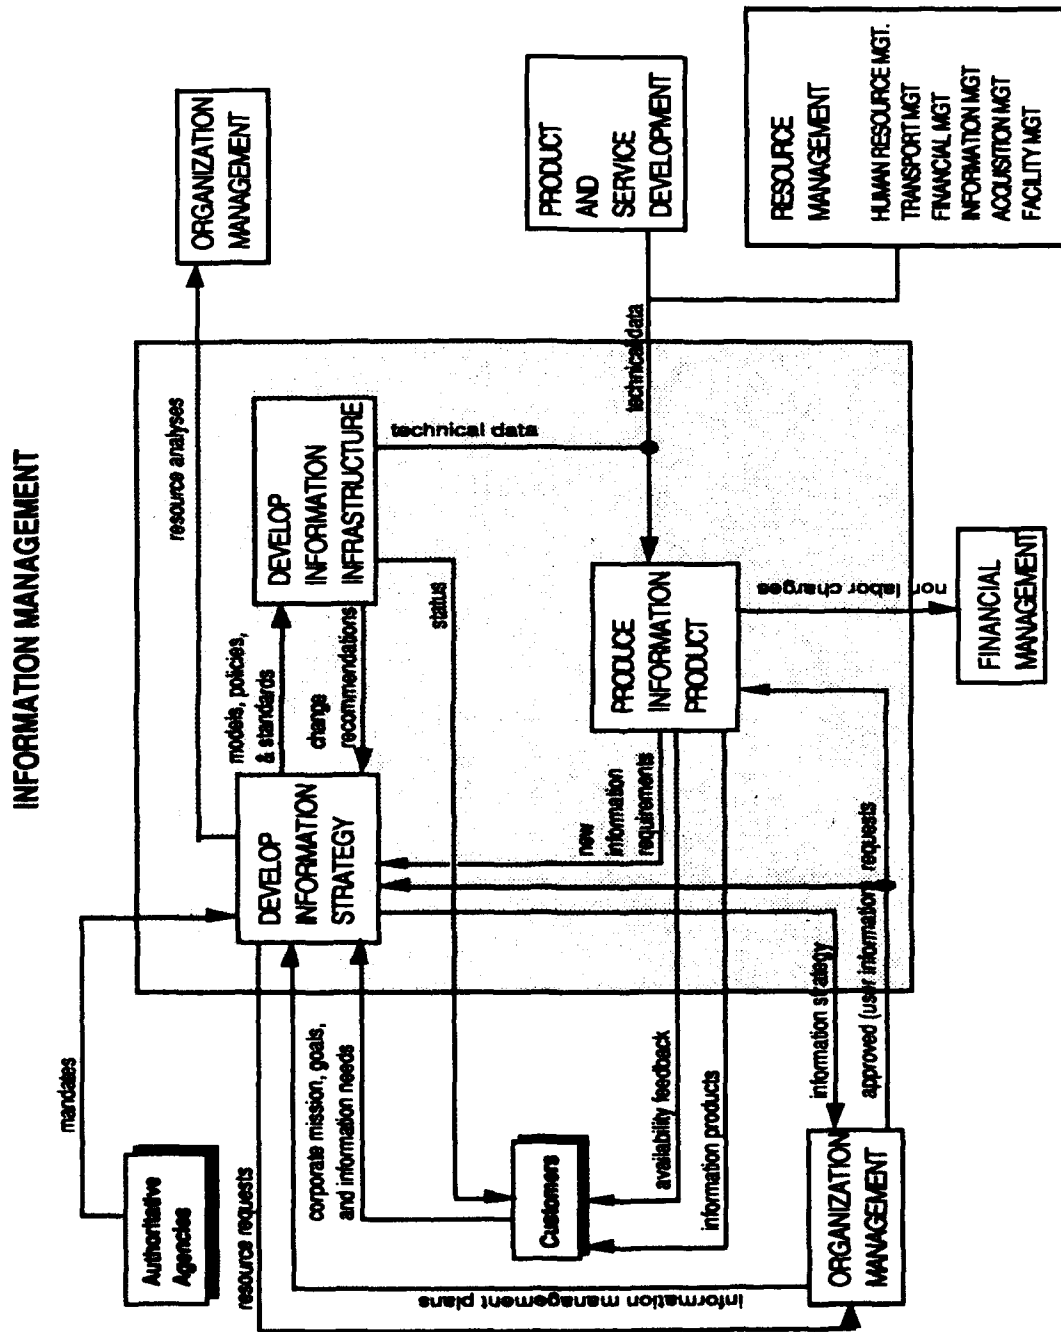 INFORMATION MANAGEMENT
Authoritative
Agencies
mandates
resource requests
corporate mission, goals,
and information needs
information management plans
Customers
availability feedback
information products
ORGANIZATION
MANAGEMENT
information strategy
approved (user information) requests
DEVELOP
INFORMATION
STRATEGY
models, policies,
& standards
change
recommendations
status
new
information
requirements
DEVELOP
INFORMATION
INFRASTRUCTURE
technical data
PRODUCE
INFORMATION
PRODUCT
non labor charges
FINANCIAL
MANAGEMENT
resource analyses
ORGANIZATION
MANAGEMENT
technical data
PRODUCT
AND
SERVICE
DEVELOPMENT
RESOURCE
MANAGEMENT
HUMAN RESOURCE MGT.
TRANSPORT MGT
FINANCIAL MGT
INFORMATION MGT
ACQUISITION MGT
FACILITY MGT